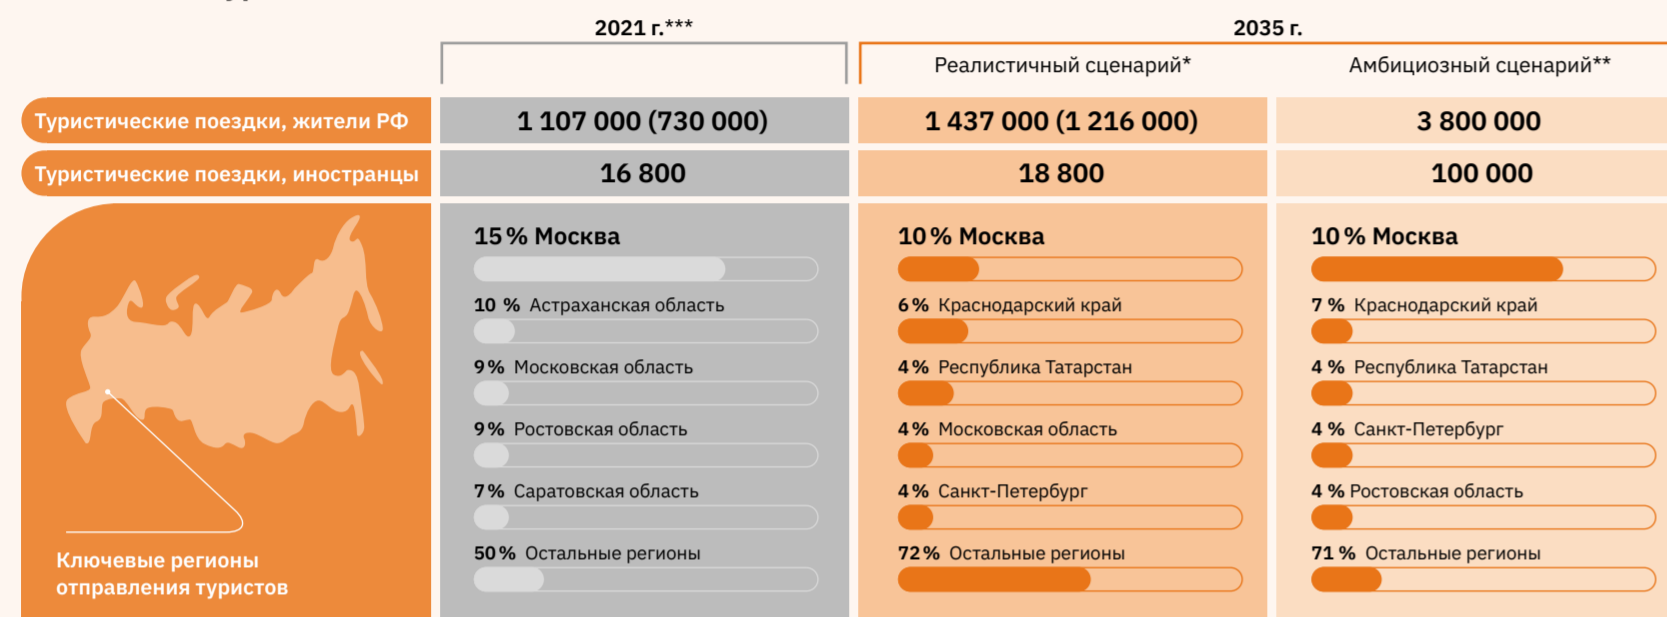 2021 г.***
2035 г.
Реалистичный сценарий*
Амбициозный сценарий**
Туристические поездки, жители РФ
1 107 000 (730 000)
1 437 000 (1 216 000)
3 800 000
Туристические поездки, иностранцы
16 800
18 800
100 000
Ключевые регионы
отправления туристов
15 % Москва
10 % Астраханская область
9 % Московская область
9 % Ростовская область
7 % Саратовская область
50 % Остальные регионы
10 % Москва
6 % Краснодарский край
4 % Республика Татарстан
4 % Московская область
4 % Санкт-Петербург
72 % Остальные регионы
10 % Москва
7 % Краснодарский край
4 % Республика Татарстан
4 % Санкт-Петербург
4 % Ростовская область
71 % Остальные регионы